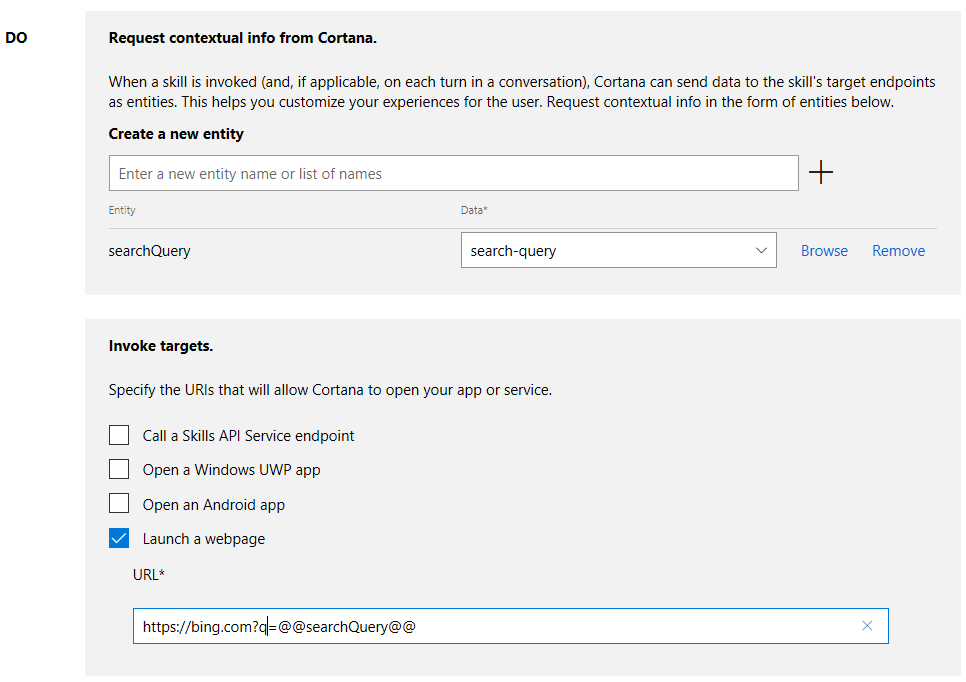 DO
Request contextual info from Cortana.
When a skill is invoked (and, if applicable, on each turn in a conversation), Cortana can send data to the skill's target endpoints
as entities. This helps you customize your experiences for the user. Request contextual info in the form of entities below.
Create a new entity
Enter a new entity name or list of names
Entity Data*
searchQuery search-query Browse Remove
Invoke targets.
Specify the URIs that will allow Cortana to open your app or service.
Call a Skills API Service endpoint
Open a Windows UWP app
Open an Android app
Launch a webpage
URL*
https://bing.com?q=@@searchQuery@@